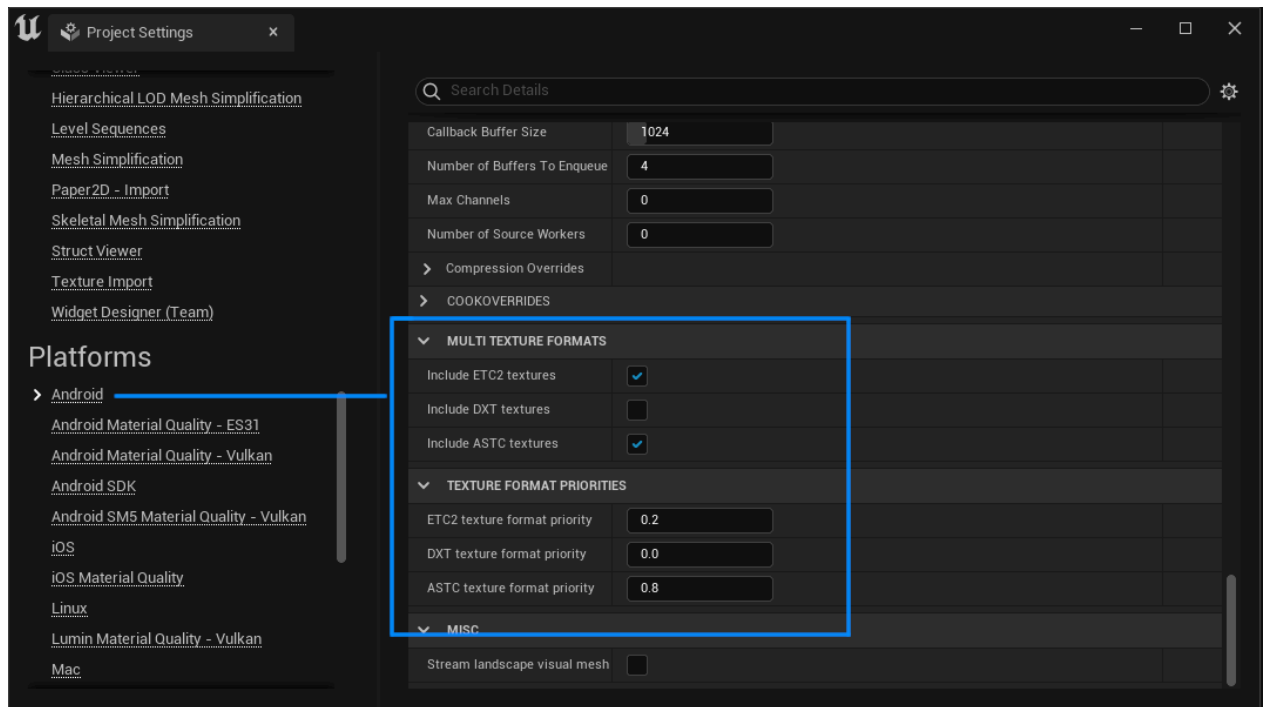 Project Settings
Hierarchical LOD Mesh Simplification
Level Sequences
Mesh Simplification
Paper2D - Import
Skeletal Mesh Simplification
Struct Viewer
Texture Import
Widget Designer (Team)
Platforms
Android
Android Material Quality - ES31
Android Material Quality - Vulkan
Android SDK
Android SM5 Material Quality - Vulkan
iOS
iOS Material Quality
Linux
Lumin Material Quality - Vulkan
Mac
Search Details
Callback Buffer Size 1024
Number of Buffers To Enqueue 4
Max Channels 0
Number of Source Workers 0
Compression Overrides
COOKOVERRIDES
MULTI TEXTURE FORMATS
Include ETC2 textures
Include DXT textures
Include ASTC textures
TEXTURE FORMAT PRIORITIES
ETC2 texture format priority 0.2
DXT texture format priority 0.0
ASTC texture format priority 0.8
MISC
Stream landscape visual mesh